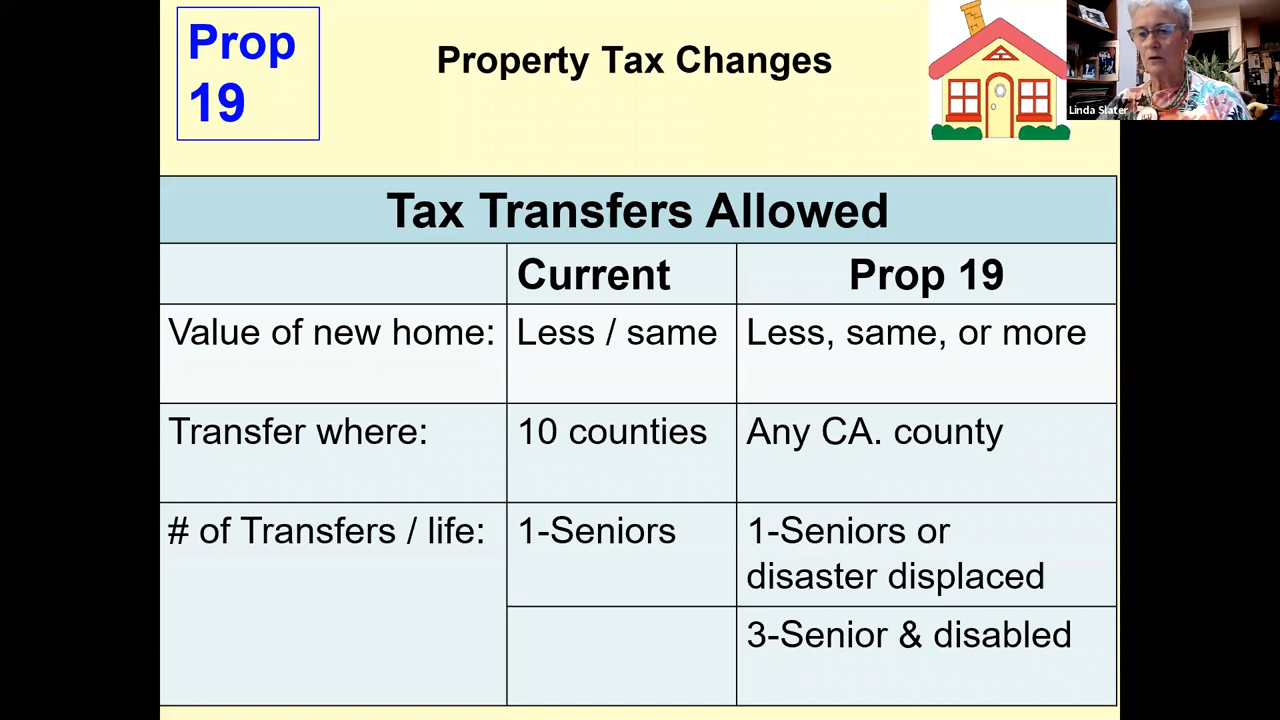 Prop
19
Property Tax Changes
Linda Slater
Tax Transfers Allowed
Current
Prop 19
Value of new home:
Less / same
Less, same, or more
Transfer where:
10 counties
Any CA. county
# of Transfers / life:
1-Seniors
1-Seniors or
disaster displaced
3-Senior & disabled